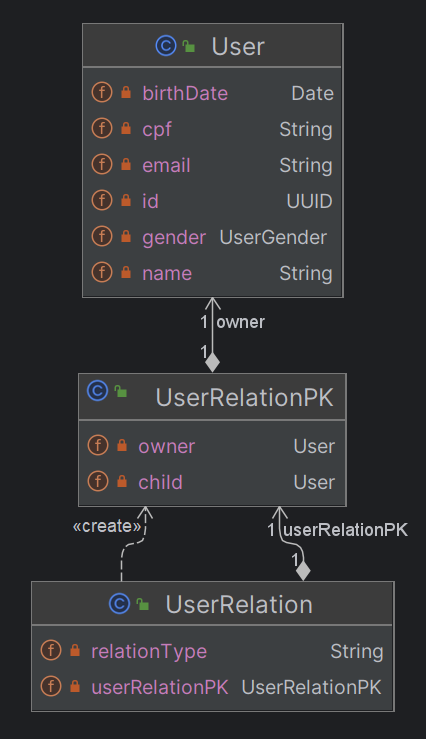 User
birthDate Date
cpf String
email String
id UUID
gender UserGender
name String
1 owner
1
UserRelationPK
owner User
child User
«create»
1 userRelationPK
1
UserRelation
relationType String
userRelationPK UserRelationPK